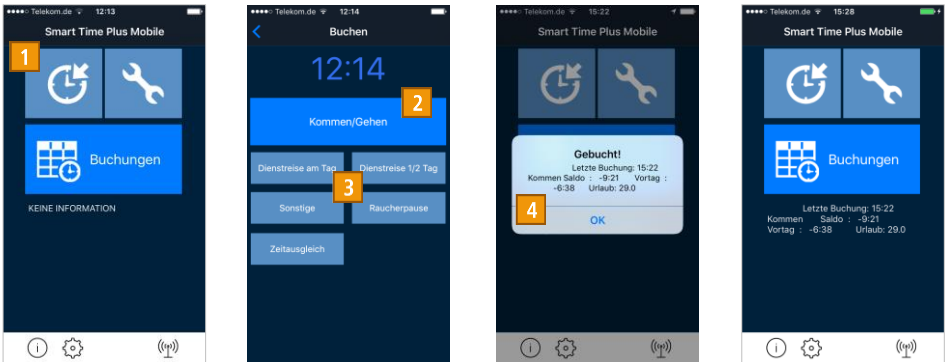 Telekom.de 12:13
Smart Time Plus Mobile
1
Buchungen
KEINE INFORMATION
i
Telekom.de 12:14
Buchen
12:14
2
Kommen/Gehen
Dienstreise am Tag Dienstreise 1/2 Tag
3
Sonstige Raucherpause
Zeitausgleich
Telekom.de 15:22
Smart Time Plus Mobile
Gebucht!
Letzte Buchung: 15:22
Kommen Saldo : -9:21 Vortag :
-6:38 Urlaub: 29.0
4
OK
i
Telekom.de 15:28
Smart Time Plus Mobile
Buchungen
Letzte Buchung: 15:22
Kommen Saldo : -9:21
Vortag : -6:38 Urlaub: 29.0
i